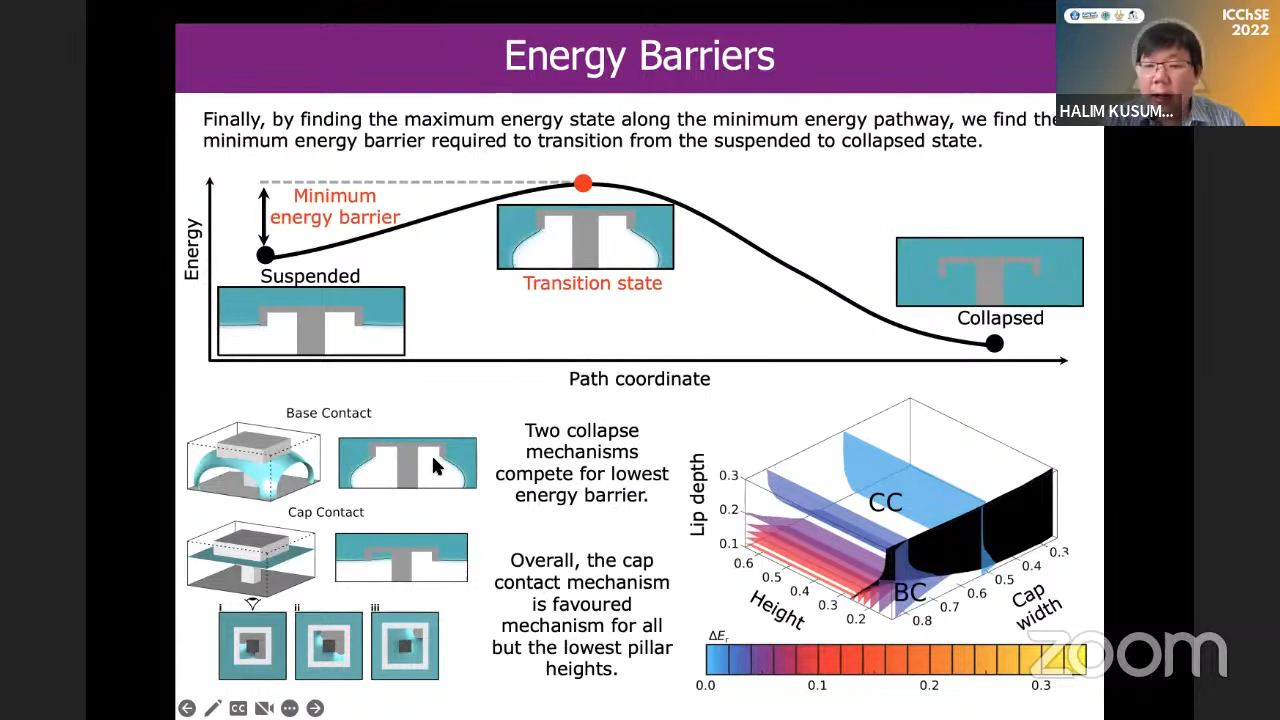 Energy Barriers
ICChSE
2022
HALIM KUSUM...
Finally, by finding the maximum energy state along the minimum energy pathway, we find the
minimum energy barrier required to transition from the suspended to collapsed state.
Energy
Minimum
energy barrier
Suspended
Transition state
Collapsed
Path coordinate
Base Contact
Cap Contact
i
ii
iii
Two collapse
mechanisms
compete for lowest
energy barrier.
Overall, the cap
contact mechanism
is favoured
mechanism for all
but the lowest pillar
heights.
Lip depth
0.3
0.2
0.1
CC
BC
0.6
0.5
0.4
0.3
0.2
Height
0.3
0.4
0.5
0.6
0.7
0.8
Cap
width
ΔEr
0.0
0.1
0.2
0.3
zoom
CC